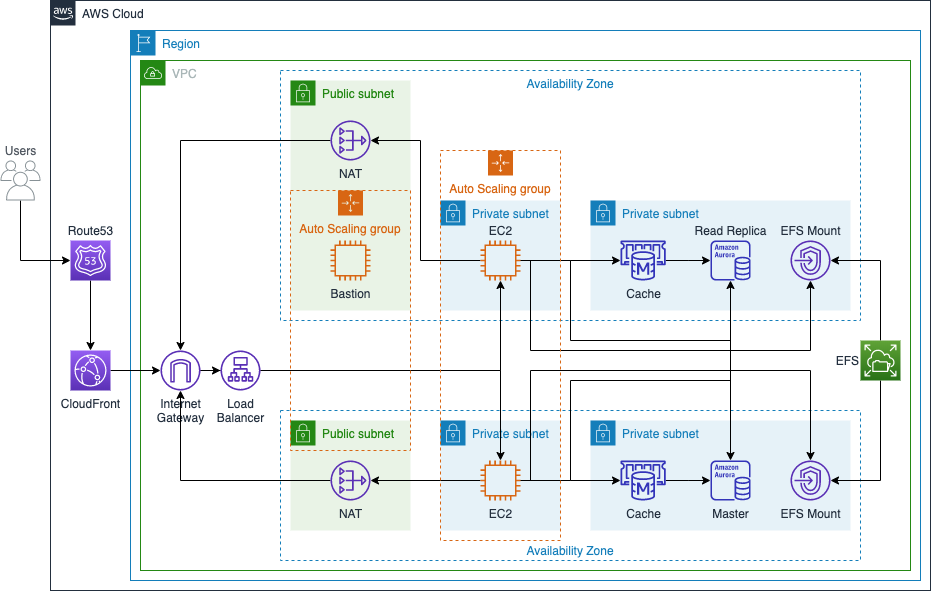 aws
AWS Cloud
Region
VPC
Availability Zone
Public subnet
NAT
Auto Scaling group
Private subnet
EC2
Auto Scaling group
Bastion
Private subnet
Read Replica
Amazon
Aurora
EFS Mount
M
Cache
Users
Route53
53
CloudFront
Internet
Gateway
Load
Balancer
EFS
Public subnet
NAT
Private subnet
EC2
Private subnet
M
Cache
Amazon
Aurora
Master
EFS Mount
Availability Zone